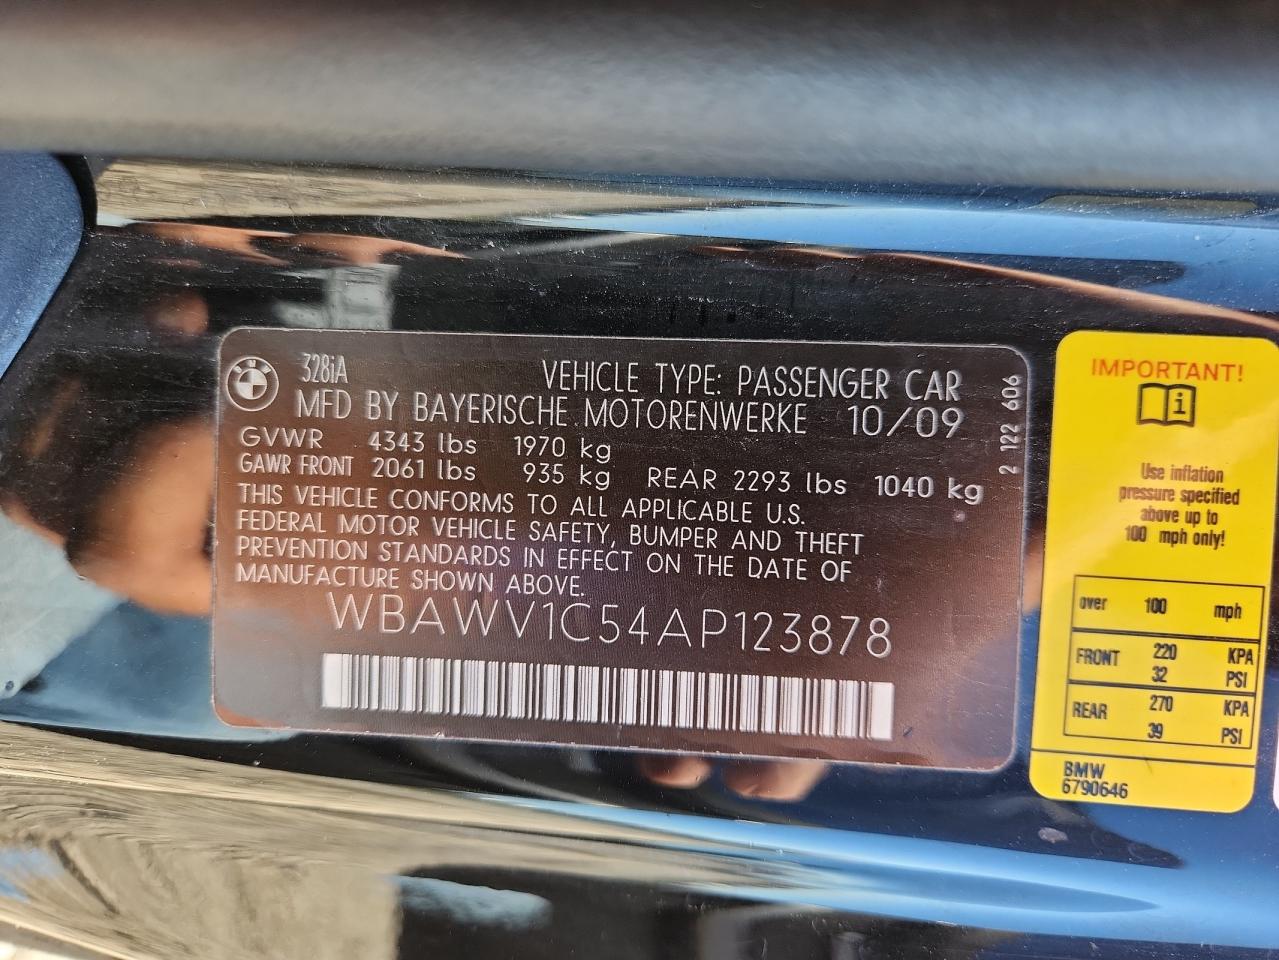 328iA
VEHICLE TYPE: PASSENGER CAR
MFD BY BAYERISCHE MOTORENWERKE 10/09
GVWR 4343 lbs 1970 kg
GAWR FRONT 2061 lbs 935 kg REAR 2293 lbs 1040 kg
THIS VEHICLE CONFORMS TO ALL APPLICABLE U.S.
FEDERAL MOTOR VEHICLE SAFETY, BUMPER AND THEFT
PREVENTION STANDARDS IN EFFECT ON THE DATE OF
MANUFACTURE SHOWN ABOVE.
WBAWV1C54AP123878
2 122 606
IMPORTANT!
i
Use inflation
pressure specified
above up to
100 mph only!
over 100 mph
FRONT 220 KPA
32 PSI
REAR 270 KPA
39 PSI
BMW
6790646